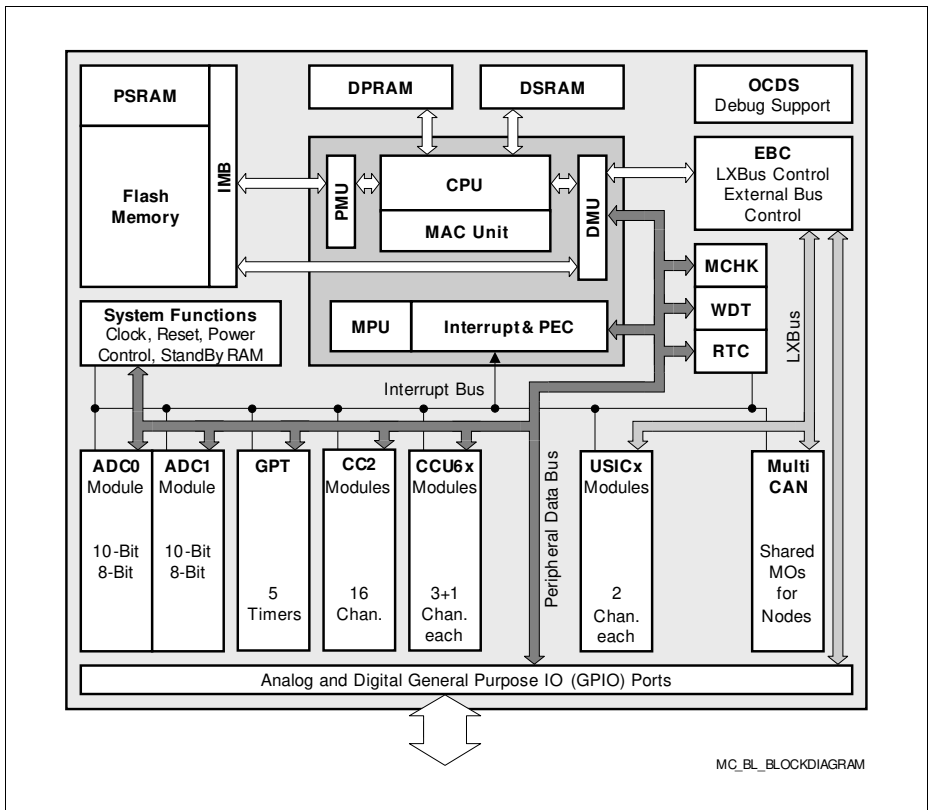 PSRAM
Flash
Memory
IMB
DPRAM
DSRAM
OCDS
Debug Support
PMU
CPU
MAC Unit
DMU
EBC
LXBus Control
External Bus
Control
MPU
Interrupt & PEC
MCHK
WDT
RTC
LXBus
System Functions
Clock, Reset, Power
Control, StandBy RAM
Interrupt Bus
ADC0
Module
10-Bit
8-Bit
ADC1
Module
10-Bit
8-Bit
GPT
5
Timers
CC2
Modules
16
Chan.
CCU6x
Modules
3+1
Chan.
each
Peripheral Data Bus
USICx
Modules
2
Chan.
each
Multi
CAN
Shared
MOs
for
Nodes
Analog and Digital General Purpose IO (GPIO) Ports
MC_BL_BLOCKDIAGRAM